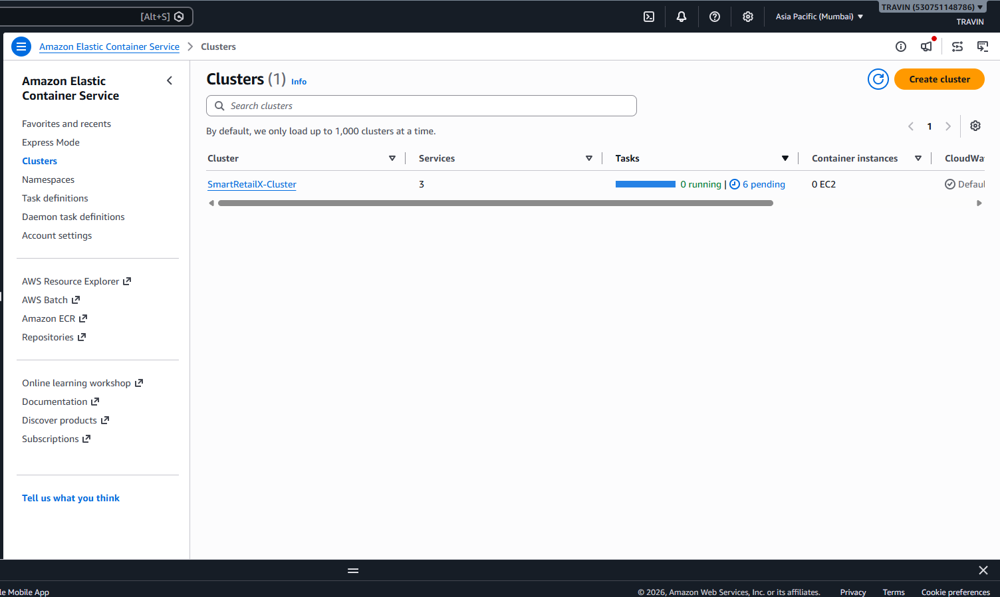 [Alt+S]
Asia Pacific (Mumbai)
TRAVIN (530751148786)
TRAVIN
Amazon Elastic Container Service
Clusters
Amazon Elastic
Container Service
Favorites and recents
Express Mode
Clusters
Namespaces
Task definitions
Daemon task definitions
Account settings
AWS Resource Explorer
AWS Batch
Amazon ECR
Repositories
Online learning workshop
Documentation
Discover products
Subscriptions
Tell us what you think
Clusters (1) Info
Create cluster
Search clusters
By default, we only load up to 1,000 clusters at a time.
1
Cluster Services Tasks Container instances CloudWa
SmartRetailX-Cluster 3 0 running | 6 pending 0 EC2 Defaul
le Mobile App
© 2026, Amazon Web Services, Inc. or its affiliates. Privacy Terms Cookie preferences